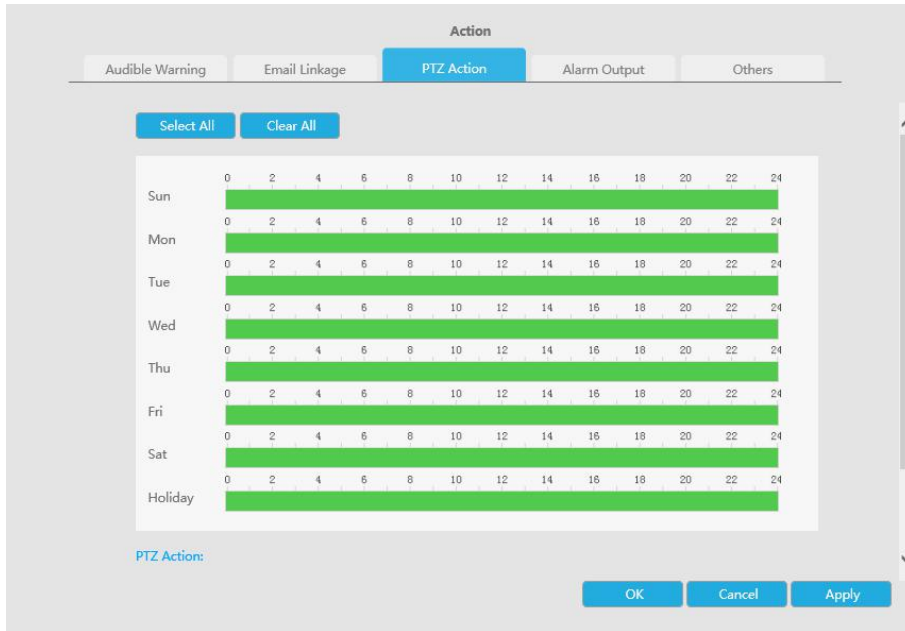 Action
Audible Warning Email Linkage PTZ Action Alarm Output Others
Select All Clear All
0 2 4 6 8 10 12 14 16 18 20 22 24
Sun
0 2 4 6 8 10 12 14 16 18 20 22 24
Mon
0 2 4 6 8 10 12 14 16 18 20 22 24
Tue
0 2 4 6 8 10 12 14 16 18 20 22 24
Wed
0 2 4 6 8 10 12 14 16 18 20 22 24
Thu
0 2 4 6 8 10 12 14 16 18 20 22 24
Fri
0 2 4 6 8 10 12 14 16 18 20 22 24
Sat
0 2 4 6 8 10 12 14 16 18 20 22 24
Holiday
PTZ Action:
OK Cancel Apply